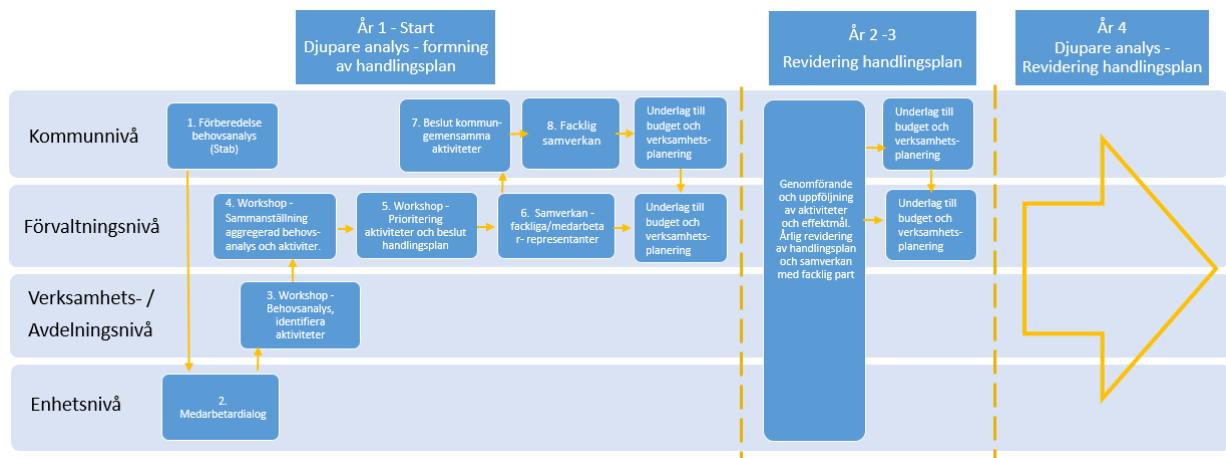 År 1 - Start
Djupare analys - formning
av handlingsplan
År 2 -3
Revidering handlingsplan
År 4
Djupare analys -
Revidering handlingsplan
Kommunnivå
1. Förberedelse
behovsanalys
(Stab)
7. Beslut kommun-
gemensamma
aktiviteter
8. Facklig
samverkan
Underlag till
budget och
verksamhets-
planering
Underlag till
budget och
verksamhets-
planering
Förvaltningsnivå
4. Workshop -
Sammanställning
aggregerad behovs-
analys och aktiviter.
5. Workshop -
Prioritering
aktiviteter och beslut
handlingsplan
6. Samverkan -
fackliga/medarbeta
r- representanter
Underlag till
budget och
verksamhets-
planering
Genomförande
och uppföljning
av aktiviteter
och effektmål.
Årlig revidering
av handlingsplan
och samverkan
med facklig part
Underlag till
budget och
verksamhets-
planering
Verksamhets- /
Avdelningsnivå
3. Workshop -
Behovsanalys,
identifiera
aktiviteter
Enhetsnivå
2.
Medarbetardialog